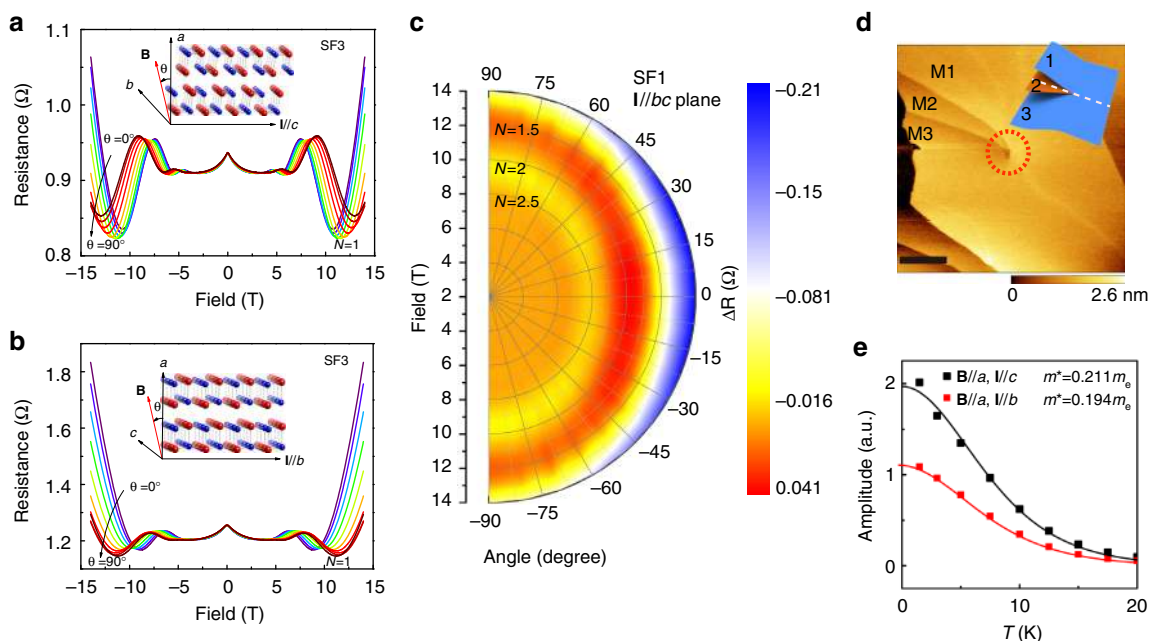 a
SF3
Resistance (Ω)
1.1
1.0
0.9
0.8
B
θ
a
b
I//c
θ=0°
θ=90°
N=1
−15 −10 −5 0 5 10 15
Field (T)
b
SF3
Resistance (Ω)
1.8
1.6
1.4
1.2
B
θ
a
c
I//b
θ=0°
θ=90°
N=1
−15 −10 −5 0 5 10 15
Field (T)
c
SF1
I//bc plane
Field (T)
14
12
10
8
6
4
2
4
6
8
10
12
14
N=1.5
N=2
N=2.5
90
75
60
45
30
15
0
−15
−30
−45
−60
−75
−90
Angle (degree)
ΔR (Ω)
−0.21
−0.15
−0.081
−0.016
0.041
d
M1
M2
M3
1
2
3
0 2.6 nm
e
B//a, I//c m*=0.211mₑ
B//a, I//b m*=0.194mₑ
Amplitude (a.u.)
2
1
0
0 10 20
T (K)